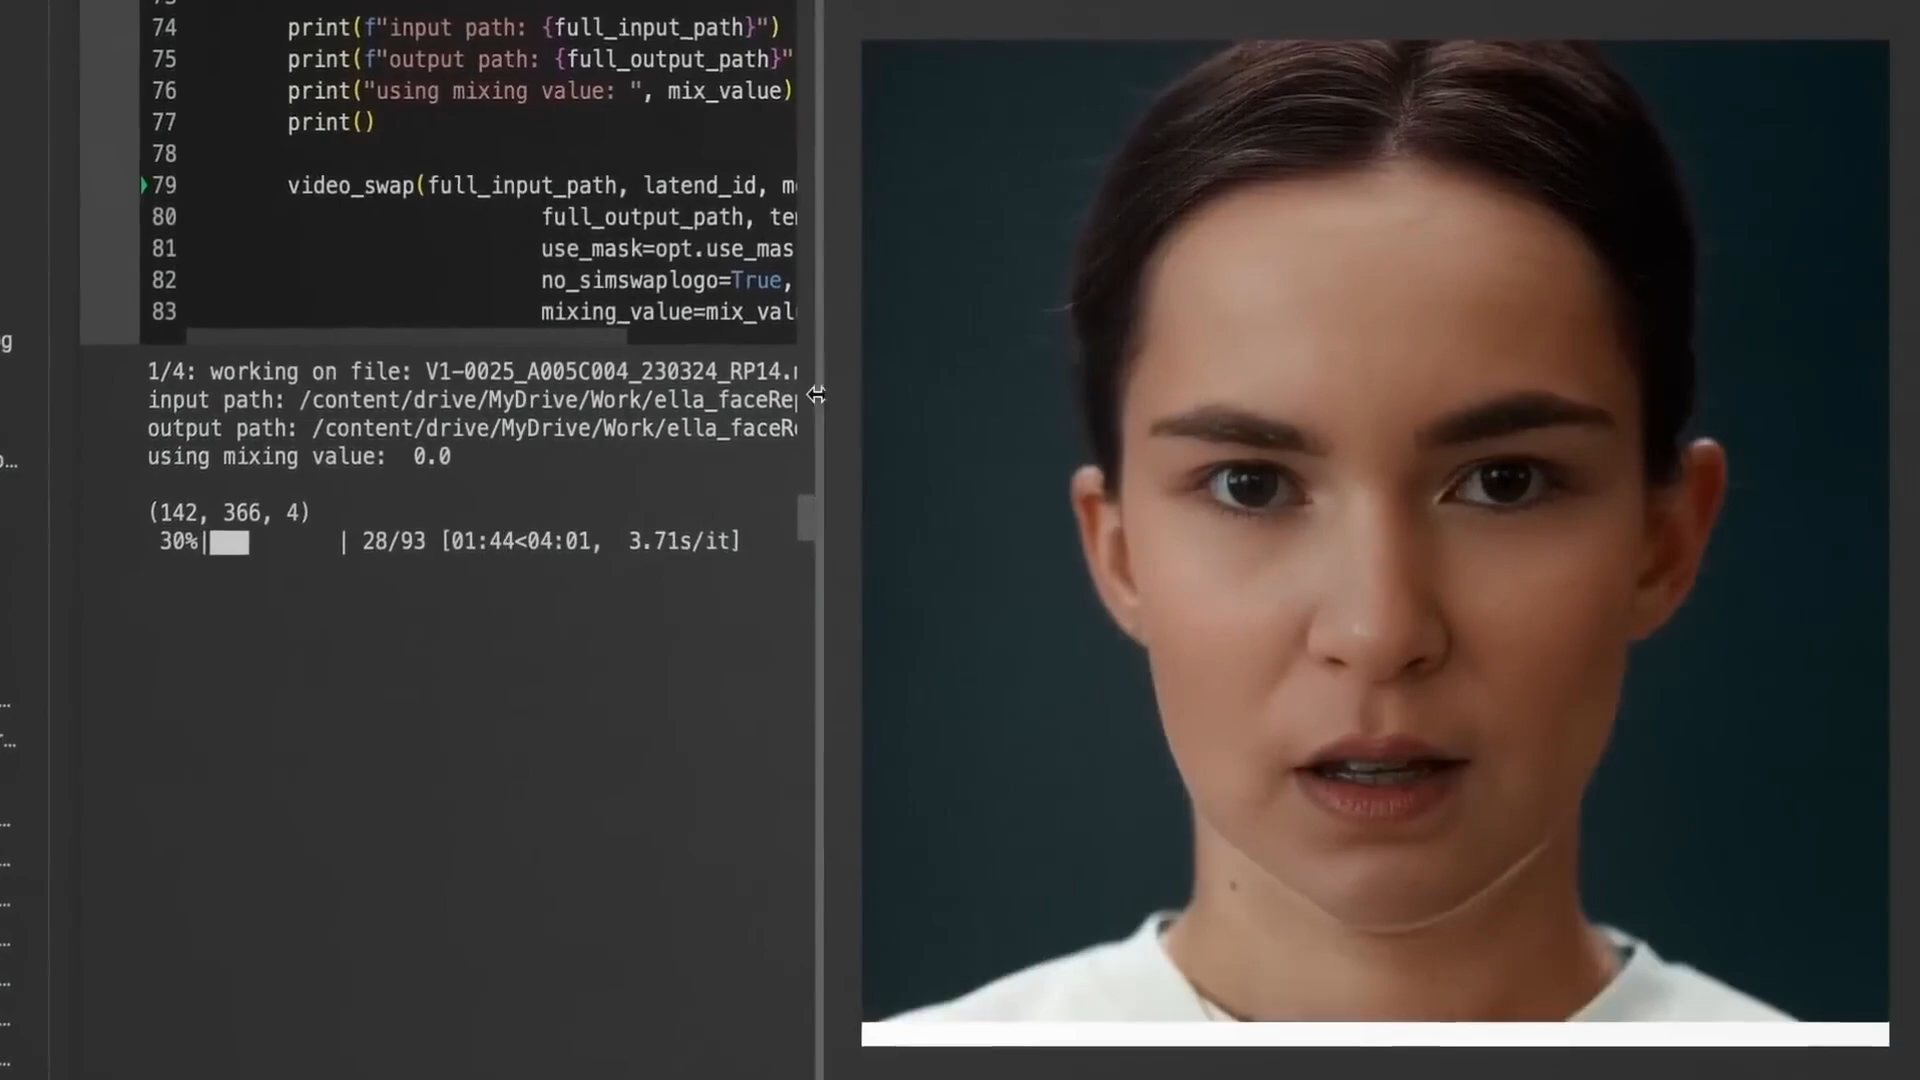 74 print(f"input path: {full_input_path}")
75 print(f"output path: {full_output_path}"
76 print("using mixing value: ", mix_value)
77 print()
78
79 video_swap(full_input_path, latend_id, m
80 full_output_path, te
81 use_mask=opt.use_mas
82 no_simswaplogo=True,
83 mixing_value=mix_val
g
1/4: working on file: V1-0025_A005C004_230324_RP14.
input path: /content/drive/MyDrive/Work/ella_faceRep
output path: /content/drive/MyDrive/Work/ella_faceR
using mixing value: 0.0
(142, 366, 4)
30%| | 28/93 [01:44<04:01, 3.71s/it]